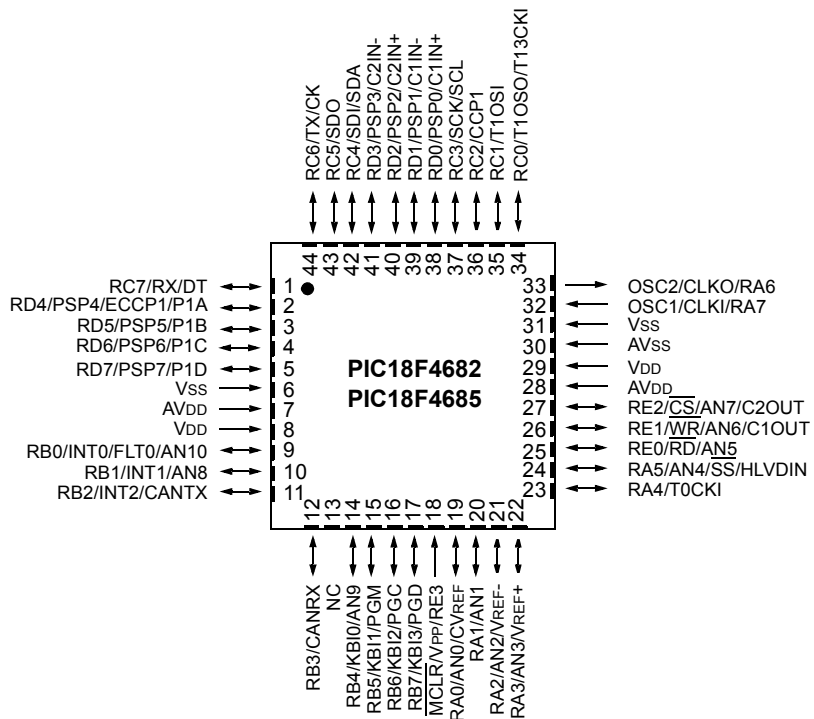 RC6/TX/CK
RC5/SDO
RC4/SDI/SDA
RD3/PSP3/C2IN-
RD2/PSP2/C2IN+
RD1/PSP1/C1IN-
RD0/PSP0/C1IN+
RC3/SCK/SCL
RC2/CCP1
RC1/T1OSI
RC0/T1OSO/T13CKI
44
43
42
41
40
39
38
37
36
35
34
RC7/RX/DT 1
RD4/PSP4/ECCP1/P1A 2
RD5/PSP5/P1B 3
RD6/PSP6/P1C 4
RD7/PSP7/P1D 5
VSS 6
AVDD 7
VDD 8
RB0/INT0/FLT0/AN10 9
RB1/INT1/AN8 10
RB2/INT2/CANTX 11
PIC18F4682
PIC18F4685
33 OSC2/CLKO/RA6
32 OSC1/CLKI/RA7
31 VSS
30 AVSS
29 VDD
28 AVDD
27 RE2/CS/AN7/C2OUT
26 RE1/WR/AN6/C1OUT
25 RE0/RD/AN5
24 RA5/AN4/SS/HLVDIN
23 RA4/T0CKI
12
13
14
15
16
17
18
19
20
21
22
RB3/CANRX
NC
RB4/KBI0/AN9
RB5/KBI1/PGM
RB6/KBI2/PGC
RB7/KBI3/PGD
MCLR/VPP/RE3
RA0/AN0/CVREF
RA1/AN1
RA2/AN2/VREF-
RA3/AN3/VREF+